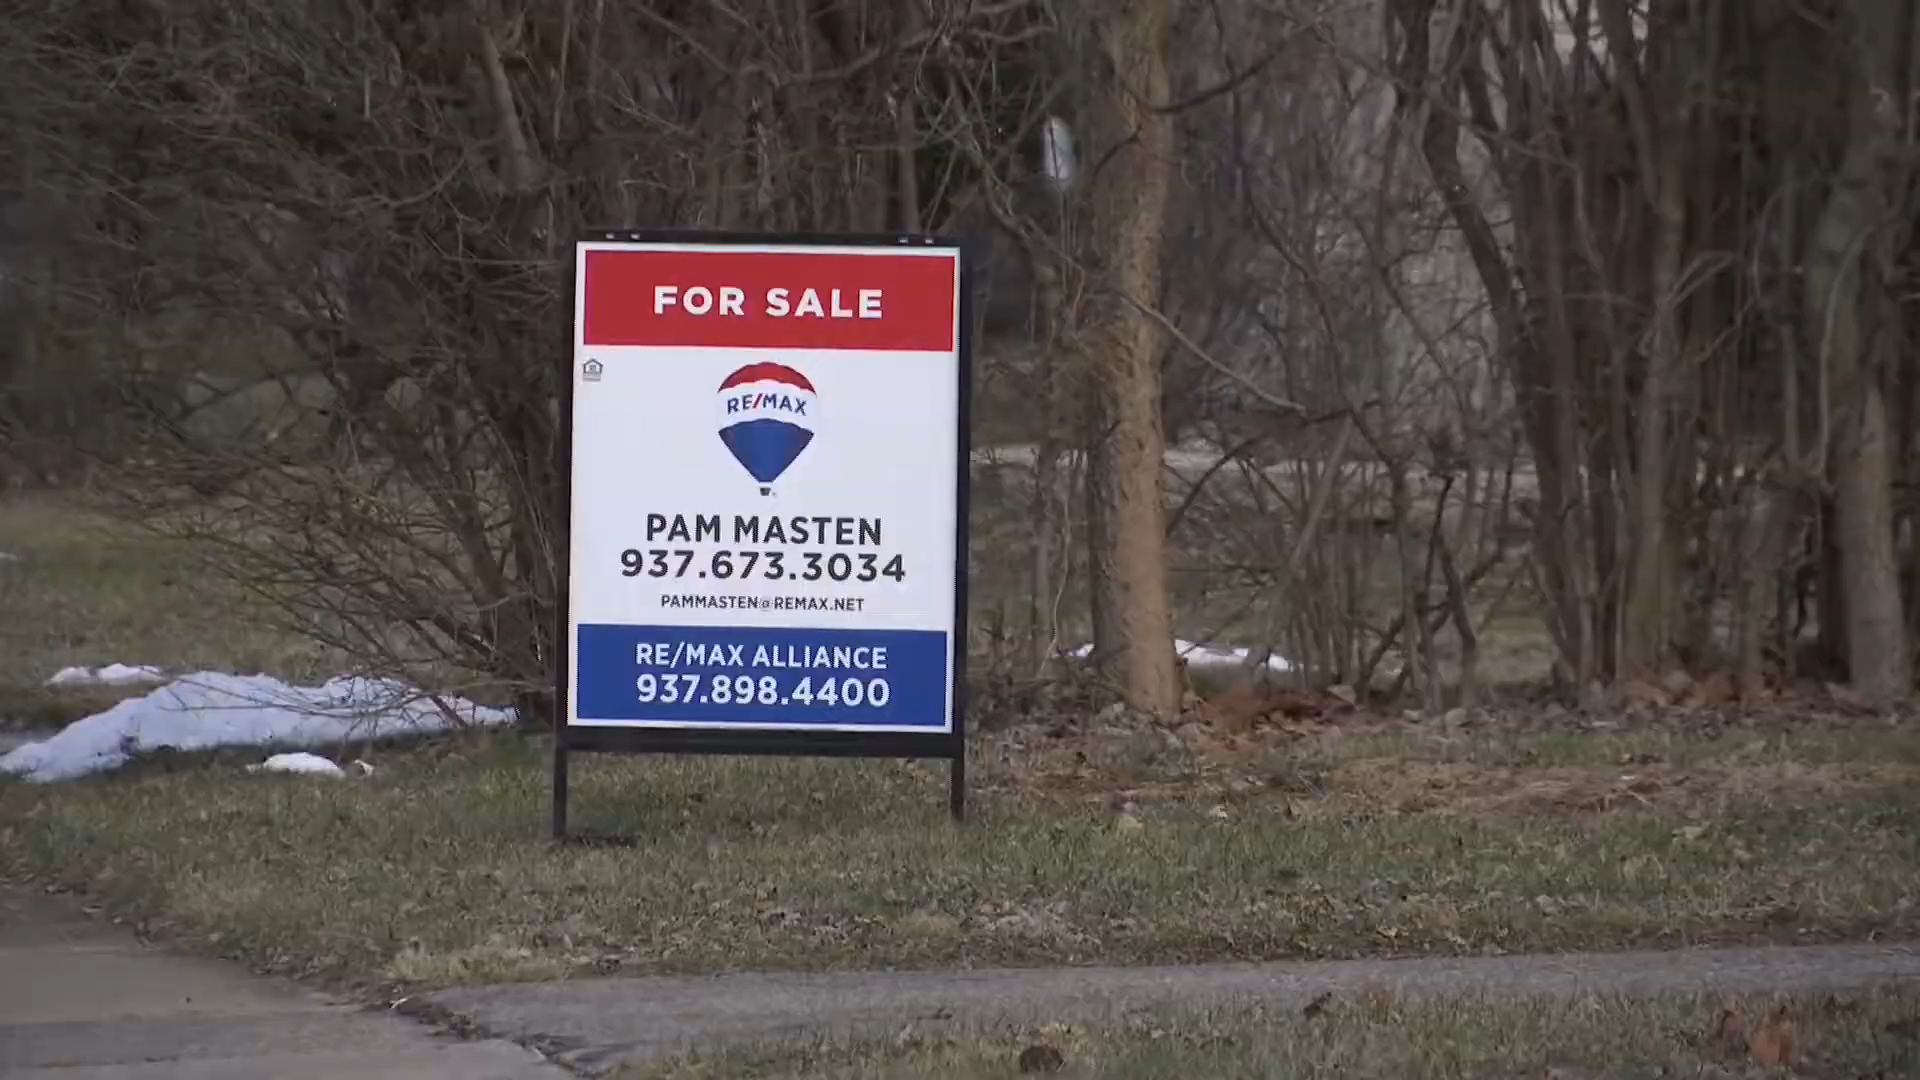 FOR SALE
RE/MAX
PAM MASTEN
937.673.3034
PAMMASTEN@REMAX.NET
RE/MAX ALLIANCE
937.898.4400